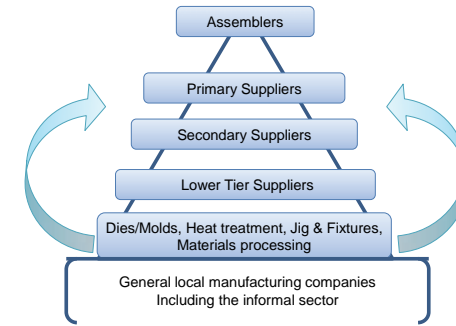 Assemblers
Primary Suppliers
Secondary Suppliers
Lower Tier Suppliers
Dies/Molds, Heat treatment, Jig & Fixtures,
Materials processing
General local manufacturing companies
Including the informal sector